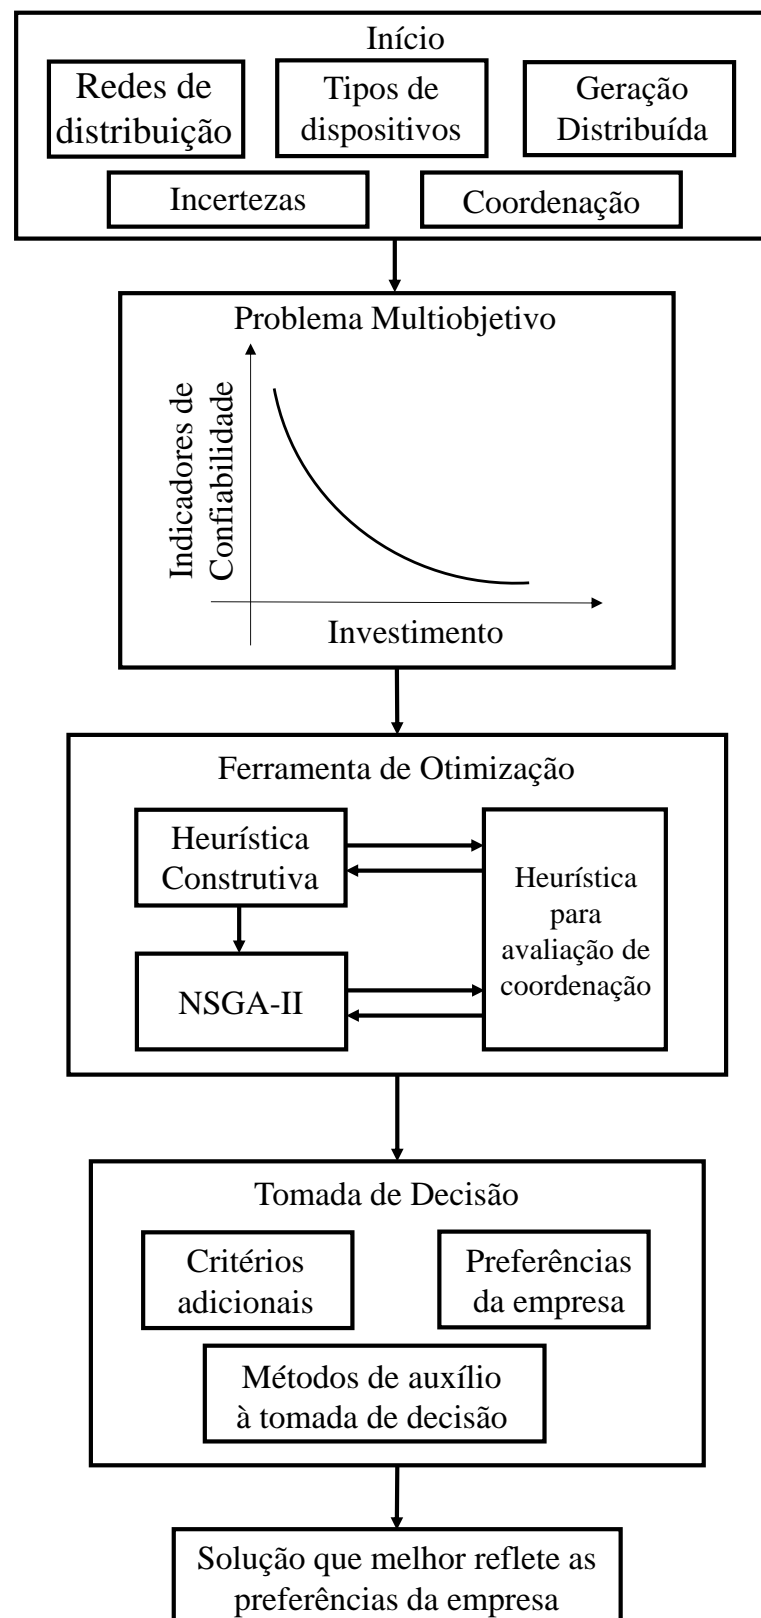 Início
Redes de
distribuição
Tipos de
dispositivos
Geração
Distribuída
Incertezas
Coordenação
Problema Multiobjetivo
Indicadores de
Confiabilidade
Investimento
Ferramenta de Otimização
Heurística
Construtiva
Heurística
para
avaliação de
coordenação
NSGA-II
Tomada de Decisão
Critérios
adicionais
Preferências
da empresa
Métodos de auxílio
à tomada de decisão
Solução que melhor reflete as
preferências da empresa